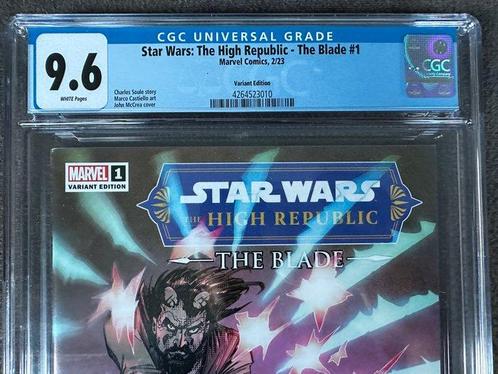 CGC UNIVERSAL GRADE
9.6
WHITE Pages
Star Wars: The High Republic - The Blade #1
Marvel Comics, 2/23
Variant Edition
Charles Soule story
Marco Castiello art
John McCrea cover
4264523010
CGC
MARVEL 1
VARIANT EDITION
STAR WARS
THE HIGH REPUBLIC
THE BLADE